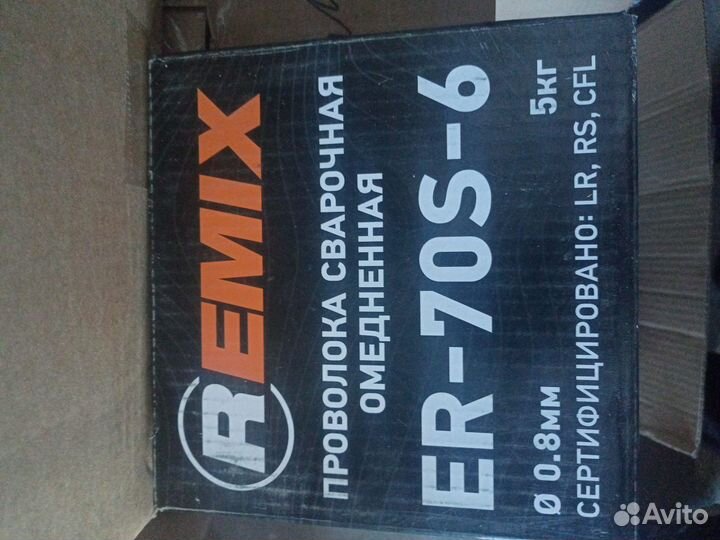 REMIX
ПРОВОЛОКА СВАРОЧНАЯ
ОМЕДНЕННАЯ
ER-70S-6
Ø 0.8мм 5кг
СЕРТИФИЦИРОВАНО: LR, RS, CFL
Avito